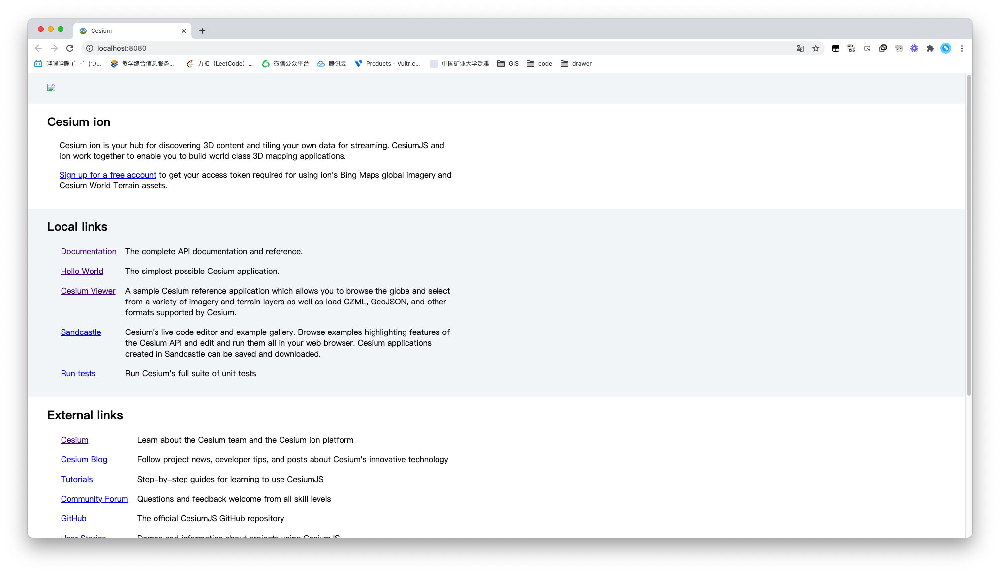 Cesium
localhost:8080
哔哩哔哩 (゜-゜)つ...
教学综合信息服务...
力扣（LeetCode）...
微信公众平台
腾讯云
Products - Vultr.c...
中国矿业大学泛雅
GIS
code
drawer
Git
Zip
Cesium ion
Cesium ion is your hub for discovering 3D content and tiling your own data for streaming. CesiumJS and
ion work together to enable you to build world class 3D mapping applications.
Sign up for a free account to get your access token required for using ion's Bing Maps global imagery and
Cesium World Terrain assets.
Local links
Documentation The complete API documentation and reference.
Hello World The simplest possible Cesium application.
Cesium Viewer A sample Cesium reference application which allows you to browse the globe and select
from a variety of imagery and terrain layers as well as load CZML, GeoJSON, and other
formats supported by Cesium.
Sandcastle Cesium's live code editor and example gallery. Browse examples highlighting features of
the Cesium API and edit and run them all in your web browser. Cesium applications
created in Sandcastle can be saved and downloaded.
Run tests Run Cesium's full suite of unit tests
External links
Cesium Learn about the Cesium team and the Cesium ion platform
Cesium Blog Follow project news, developer tips, and posts about Cesium's innovative technology
Tutorials Step-by-step guides for learning to use CesiumJS
Community Forum Questions and feedback welcome from all skill levels
GitHub The official CesiumJS GitHub repository
User Stories Demos and information about projects using CesiumJS